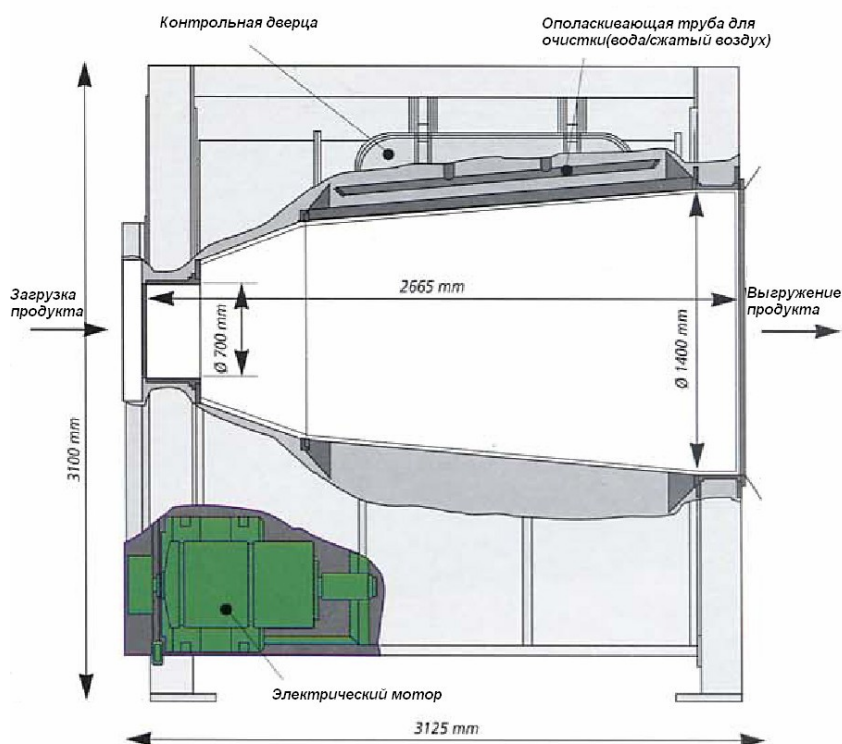 Контрольная дверца
Ополаскивающая труба для
очистки(вода/сжатый воздух)
Загрузка
продукта
2665 mm
Ø 700 mm
Ø 1400 mm
Выгружение
продукта
3100 mm
Электрический мотор
3125 mm